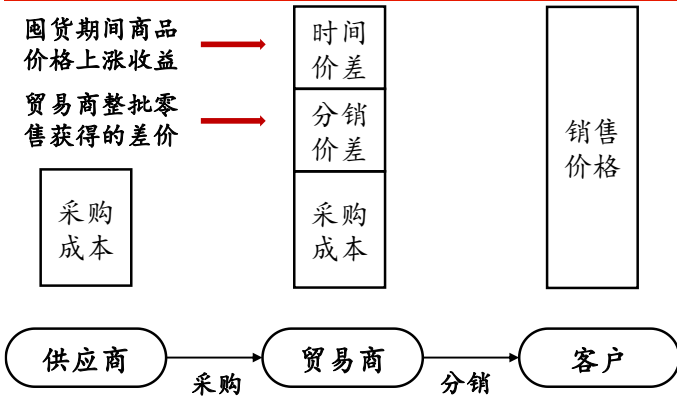 囤货期间商品
价格上涨收益
贸易商整批零
售获得的差价
时间
价差
分销
价差
采购
成本
采购
成本
销售
价格
供应商
采购
贸易商
分销
客户